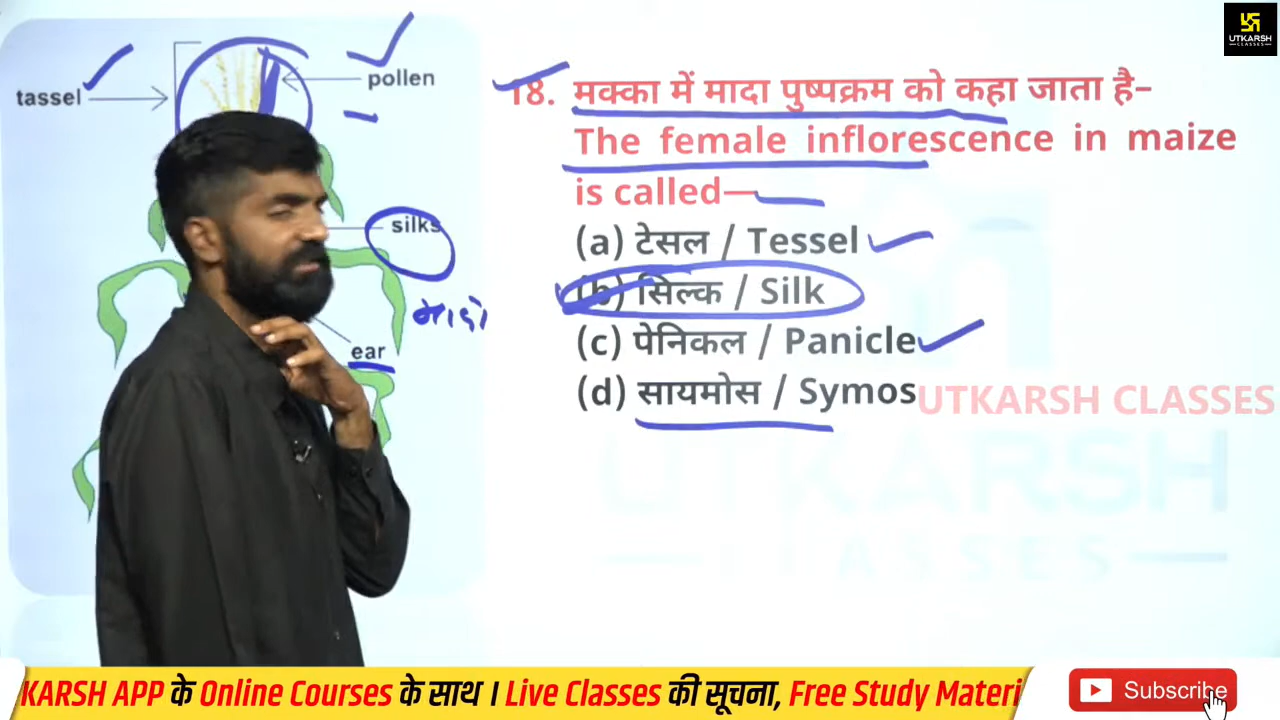 UTKARSH
CLASSES
tassel
pollen
silks
ear
18. मक्का में मादा पुष्पक्रम को कहा जाता है–
The female inflorescence in maize
is called—
(a) टेसल / Tessel
(b) सिल्क / Silk
(c) पेनिकल / Panicle
(d) सायमोस / Symos
UTKARSH CLASSES
UTKARSH
CLASSES
KARSH APP के Online Courses के साथ । Live Classes की सूचना, Free Study Materi
Subscribe